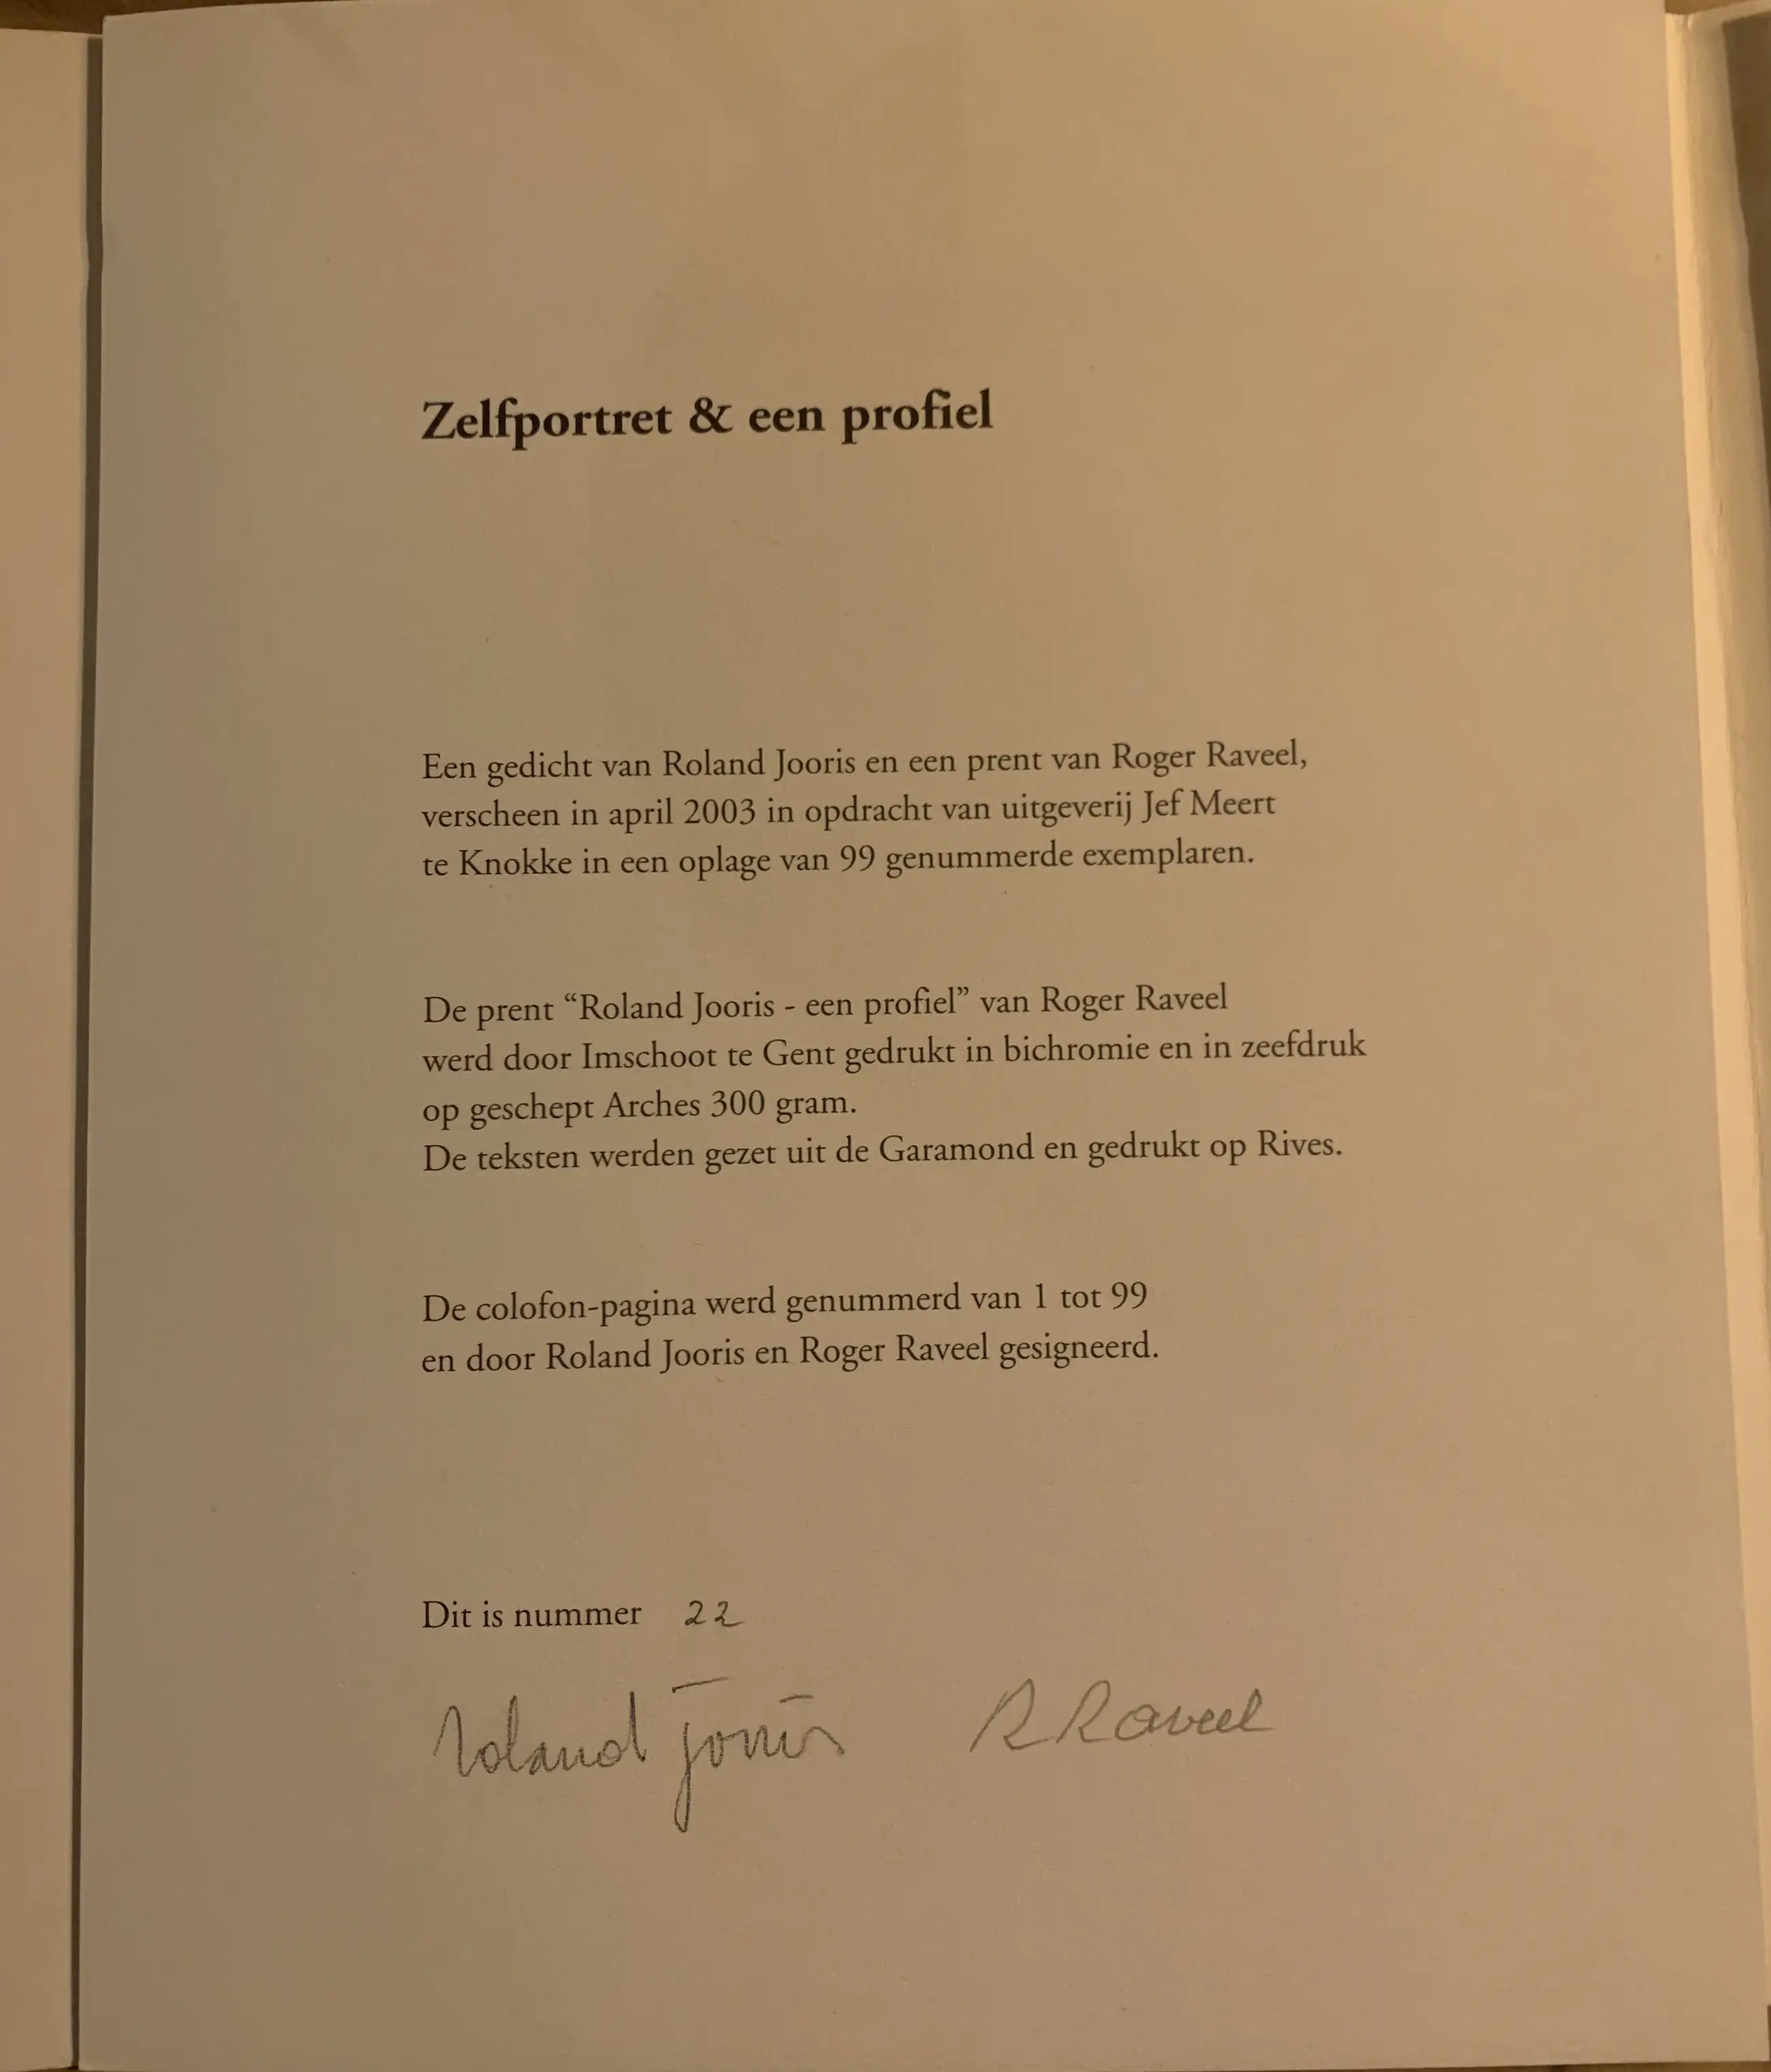 Zelfportret & een profiel
Een gedicht van Roland Jooris en een prent van Roger Raveel,
verscheen in april 2003 in opdracht van uitgeverij Jef Meert
te Knokke in een oplage van 99 genummerde exemplaren.
De prent “Roland Jooris - een profiel” van Roger Raveel
werd door Imschoot te Gent gedrukt in bichromie en in zeefdruk
op geschept Arches 300 gram.
De teksten werden gezet uit de Garamond en gedrukt op Rives.
De colofon-pagina werd genummerd van 1 tot 99
en door Roland Jooris en Roger Raveel gesigneerd.
Dit is nummer 22
Roland Jooris R Raveel